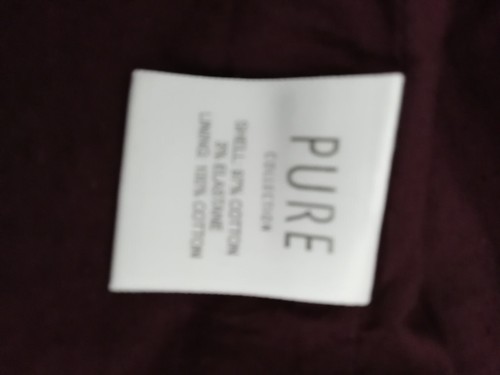 PURE
COLLECTION
SHELL 97% COTTON
3% ELASTANE
LINING 100% COTTON